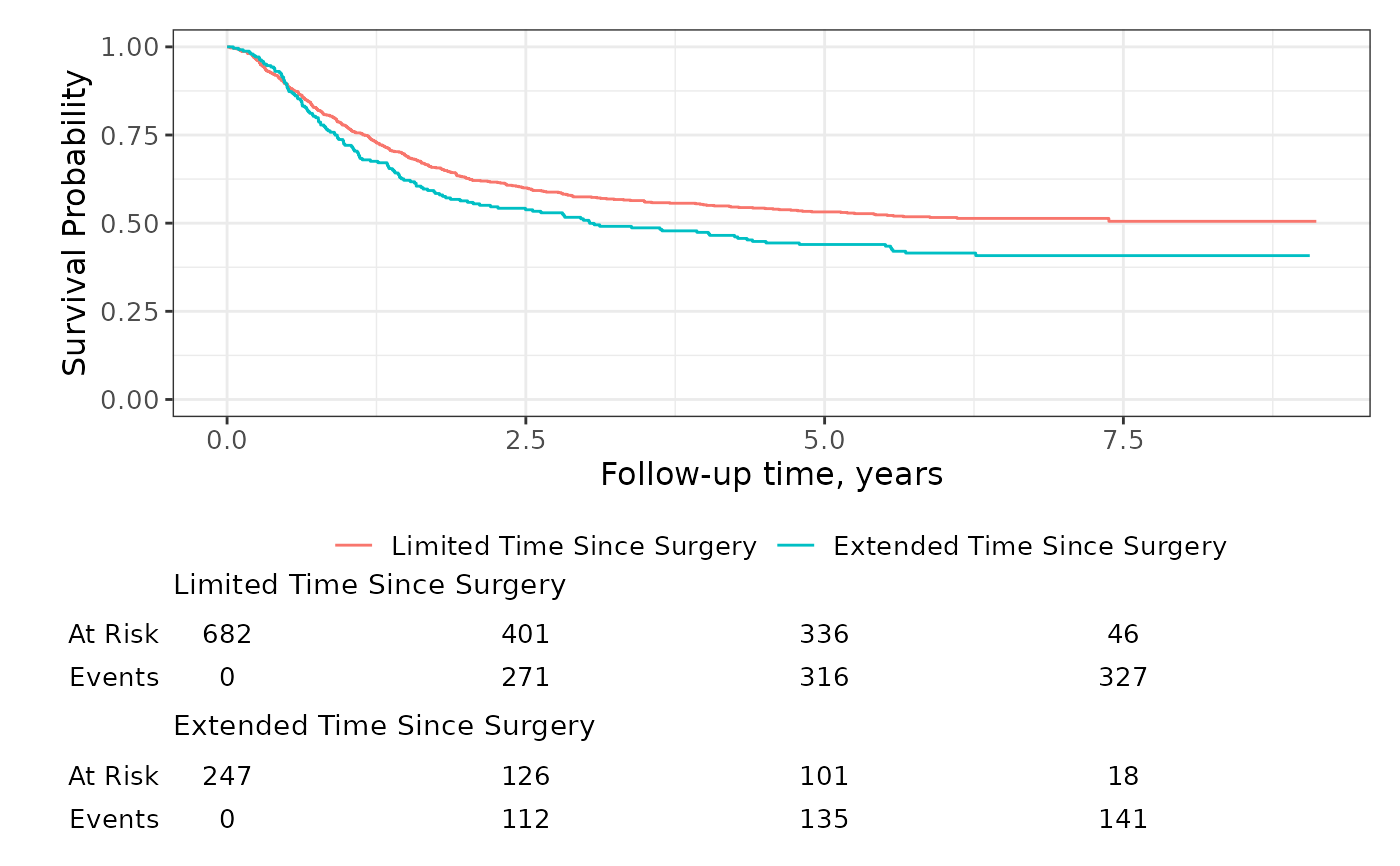 Survival Probability
1.00
0.75
0.50
0.25
0.00
0.0 2.5 5.0 7.5
Follow-up time, years
Limited Time Since Surgery Extended Time Since Surgery
Limited Time Since Surgery
At Risk 682 401 336 46
Events 0 271 316 327
Extended Time Since Surgery
At Risk 247 126 101 18
Events 0 112 135 141